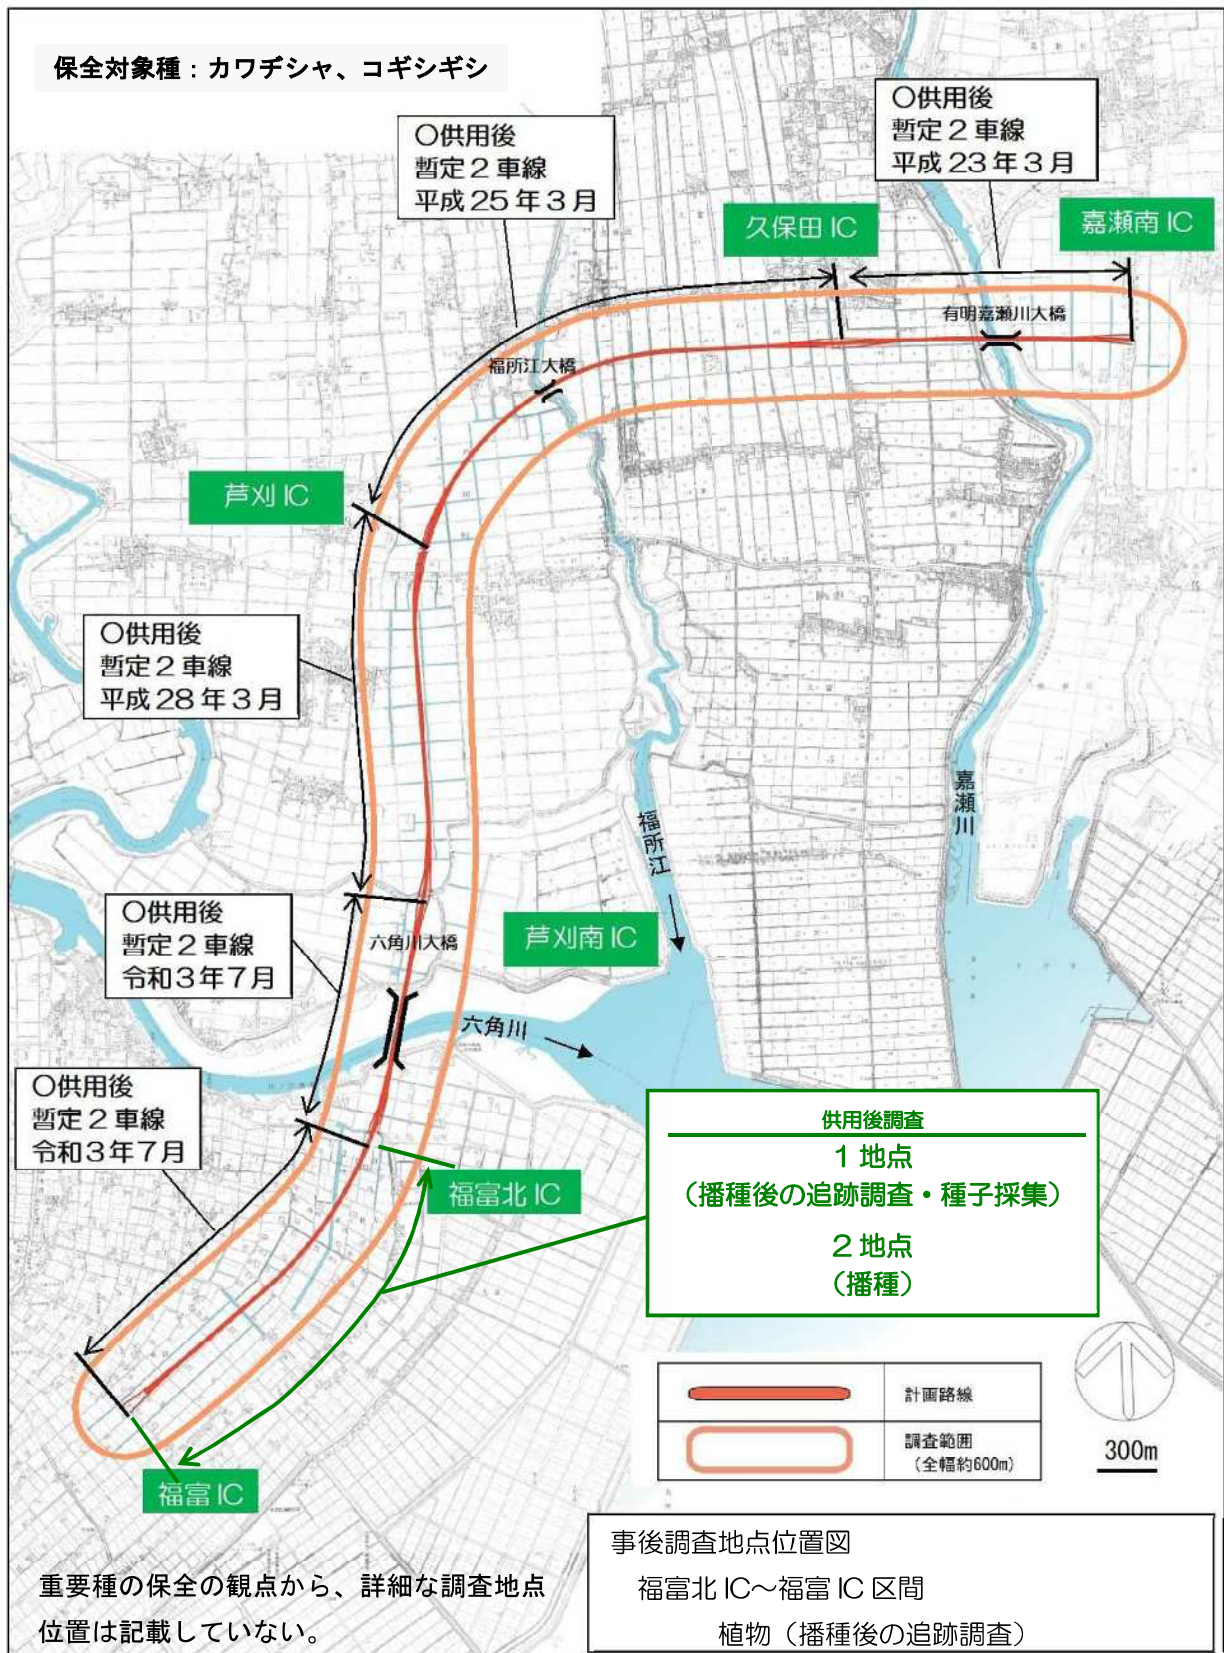 保全対象種：カワヂシャ、コギシギシ
〇供用後
暫定２車線
平成25年３月
〇供用後
暫定２車線
平成23年３月
久保田 IC
嘉瀬南 IC
有明嘉瀬川大橋
福所江大橋
芦刈 IC
〇供用後
暫定２車線
平成28年３月
嘉瀬川
福所江
〇供用後
暫定２車線
令和３年７月
六角川大橋
芦刈南 IC
六角川
〇供用後
暫定２車線
令和３年７月
供用後調査
１地点
（播種後の追跡調査・種子採集）
２地点
（播種）
福富北 IC
計画路線
調査範囲
（全幅約600m）
300m
福富 IC
事後調査地点位置図
福富北 IC～福富 IC 区間
植物（播種後の追跡調査）
重要種の保全の観点から、詳細な調査地点
位置は記載していない。